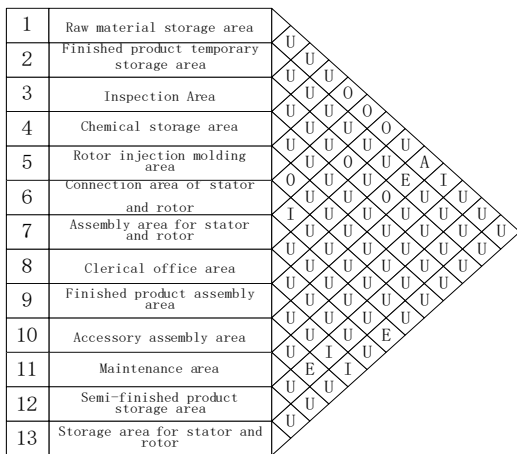 1 Raw material storage area
2 Finished product temporary
storage area
3 Inspection Area
4 Chemical storage area
5 Rotor injection molding
area
6 Connection area of stator
and rotor
7 Assembly area for stator
and rotor
8 Clerical office area
9 Finished product assembly
area
10 Accessory assembly area
11 Maintenance area
12 Semi-finished product
storage area
13 Storage area for stator and
rotor
U
U
U U
U O
U U O
U U O
U U U U
U O U A
O U U E I
U U O U U
I U U U U U
U U U U U U
U U U U U U
U U U U U
U U U U U
U U U U
U U U U
U U E
U I U
E I
U U
U
U